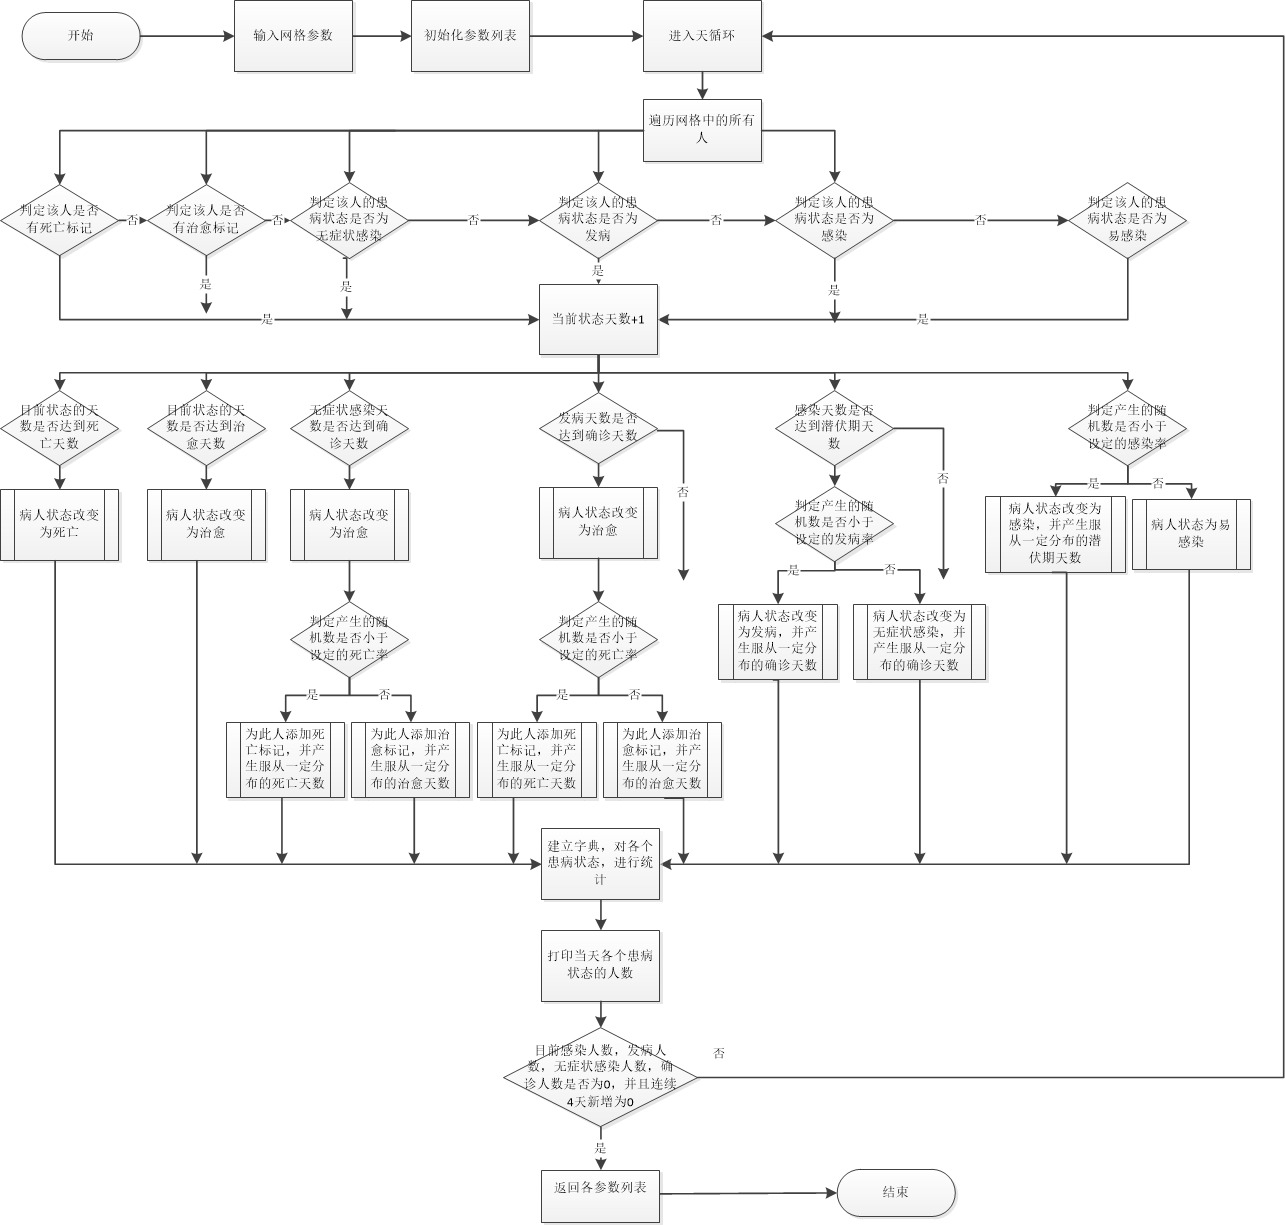 开始
输入网格参数
初始化参数列表
进入天循环
遍历网格中的所有
人
判定该人是否
有死亡标记
否
判定该人是否
有治愈标记
否
判定该人的患
病状态是否为
无症状感染
否
判定该人的患
病状态是否为
发病
否
判定该人的患
病状态是否为
感染
否
判定该人的患
病状态是否为
易感染
是
是
是
是
是
当前状态天数+1
是
目前状态的天
数是否达到死
亡天数
目前状态的天
数是否达到治
愈天数
无症状感染天
数是否达到确
诊天数
发病天数是否
达到确诊天数
感染天数是否
达到潜伏期天
数
判定产生的随
机数是否小于
设定的感染率
否
否
是
否
病人状态改变
为死亡
病人状态改变
为治愈
病人状态改变
为治愈
病人状态改变
为治愈
判定产生的随
机数是否小于
设定的发病率
病人状态改变为
感染，并产生服
从一定分布的潜
伏期天数
病人状态为易
感染
是
否
判定产生的随
机数是否小于
设定的死亡率
判定产生的随
机数是否小于
设定的死亡率
病人状态改变
为发病，并产
生服从一定分
布的确诊天数
病人状态改变为
无症状感染，并
产生服从一定分
布的确诊天数
是
否
是
否
为此人添加死
亡标记，并产
生服从一定分
布的死亡天数
为此人添加治
愈标记，并产
生服从一定分
布的治愈天数
为此人添加死
亡标记，并产
生服从一定分
布的死亡天数
为此人添加治
愈标记，并产
生服从一定分
布的治愈天数
建立字典，对各个
患病状态，进行统
计
打印当天各个患病
状态的人数
目前感染人数，发病人
数，无症状感染人数，确
诊人数是否为0，并且连续
4天新增为0
否
是
返回各参数列表
结束